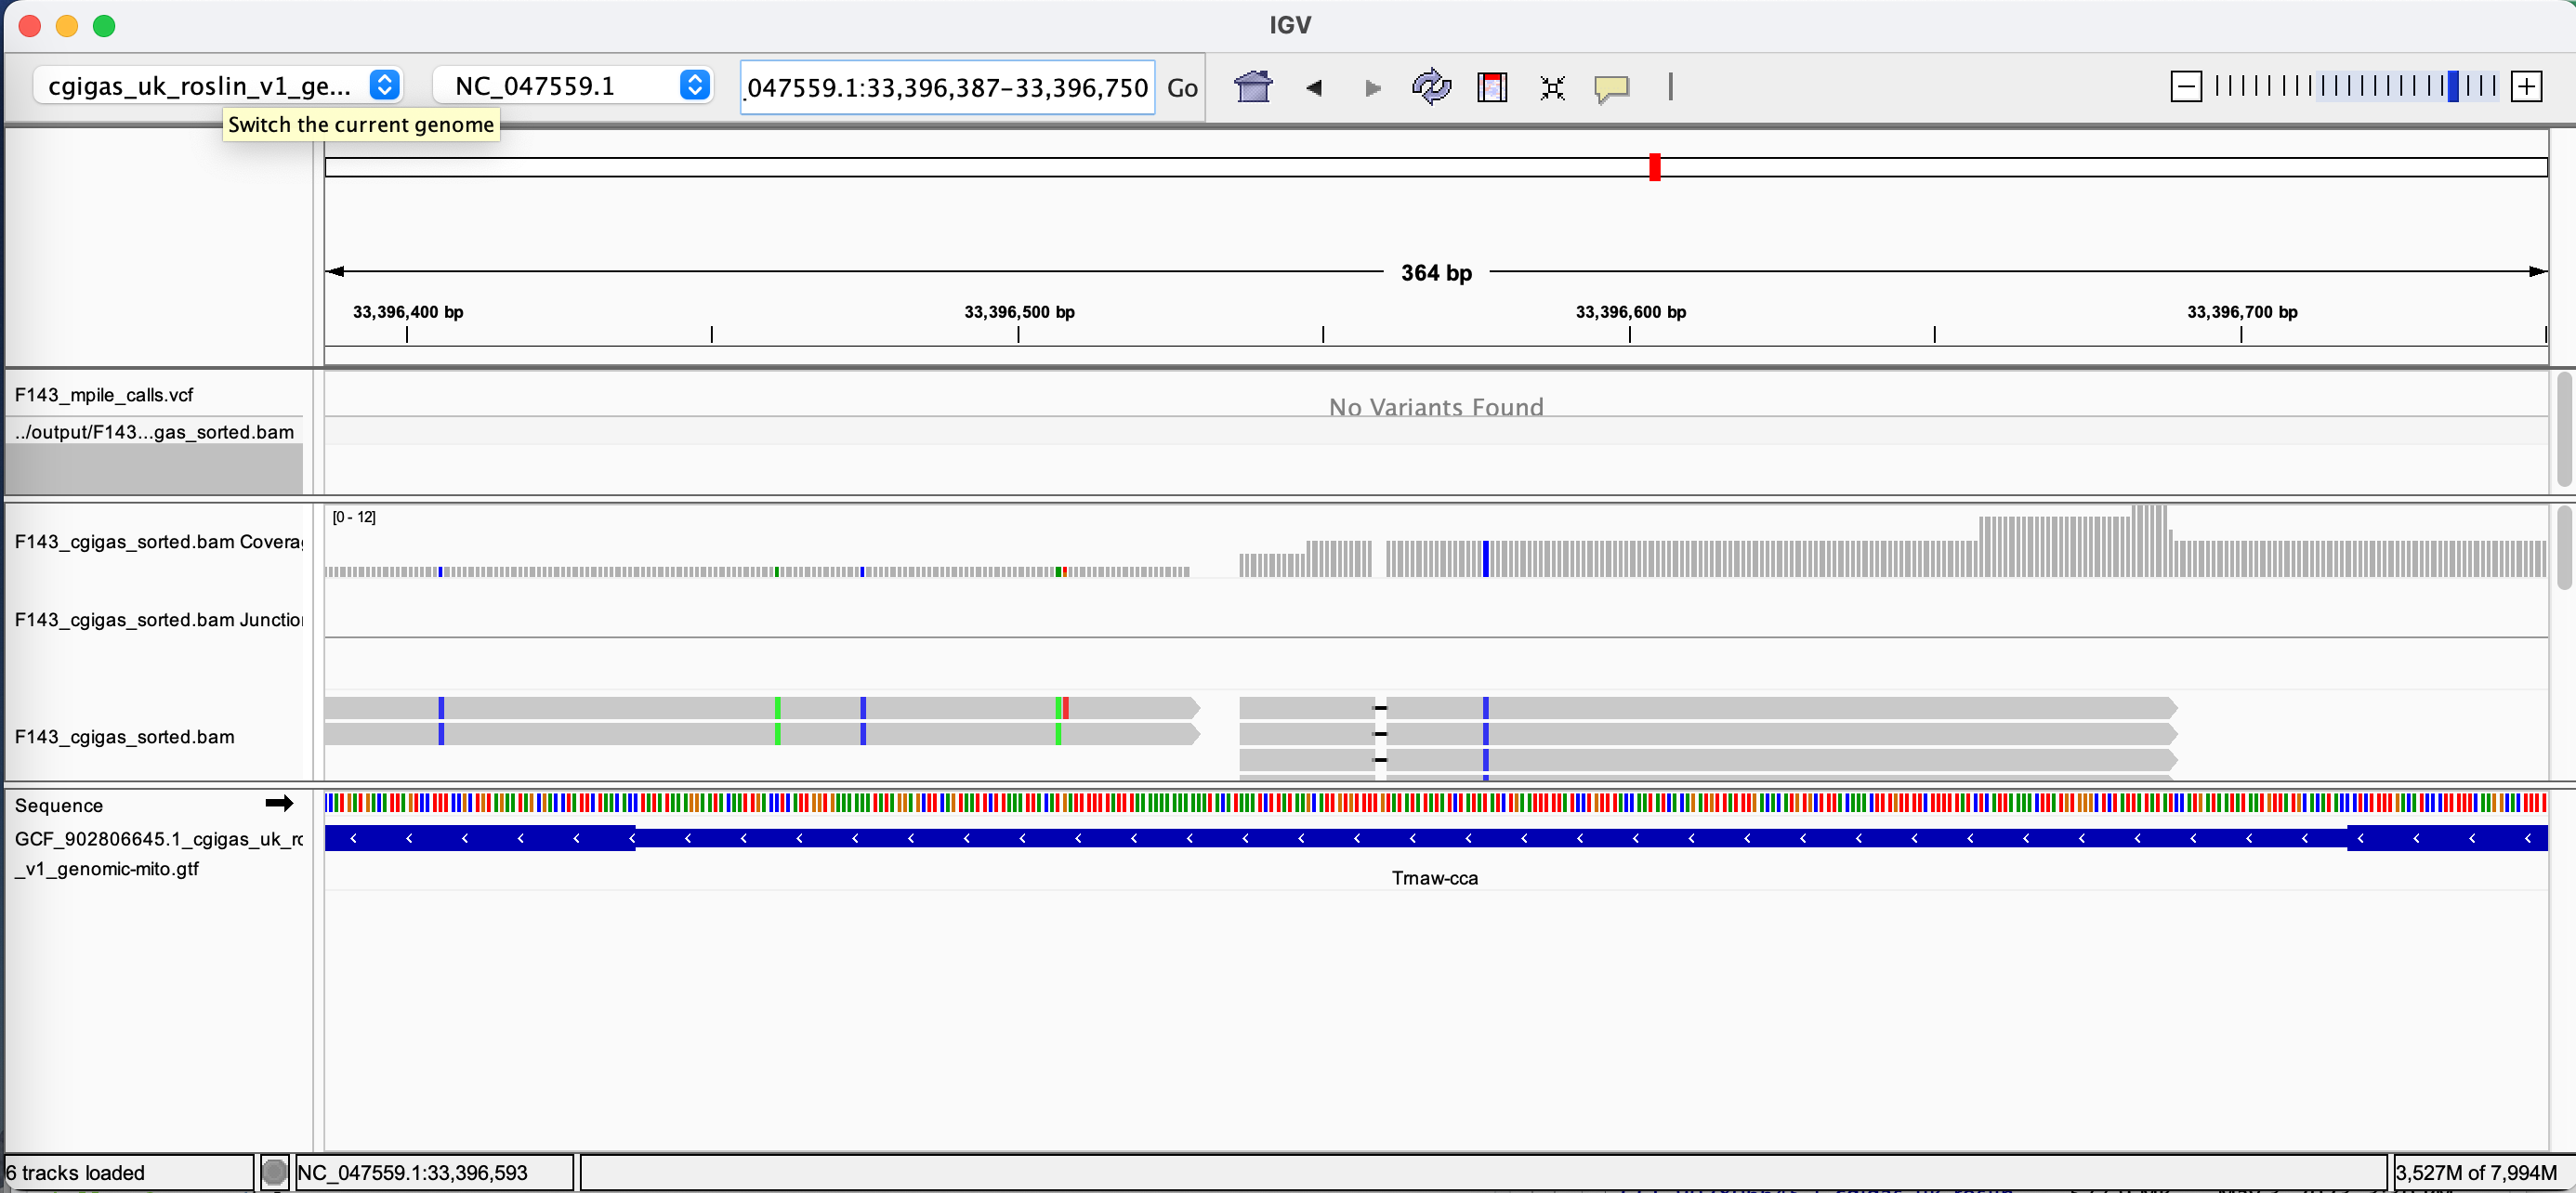 IGV
cgigas_uk_roslin_v1_ge...
NC_047559.1
.047559.1:33,396,387-33,396,750
Go
Switch the current genome
364 bp
33,396,400 bp
33,396,500 bp
33,396,600 bp
33,396,700 bp
F143_mpile_calls.vcf
No Variants Found
../output/F143...gas_sorted.bam
[0 - 12]
F143_cgigas_sorted.bam Covera
F143_cgigas_sorted.bam Junctio
F143_cgigas_sorted.bam
Sequence
GCF_902806645.1_cgigas_uk_ro
_v1_genomic-mito.gtf
Trnaw-cca
6 tracks loaded
NC_047559.1:33,396,593
3,527M of 7,994M